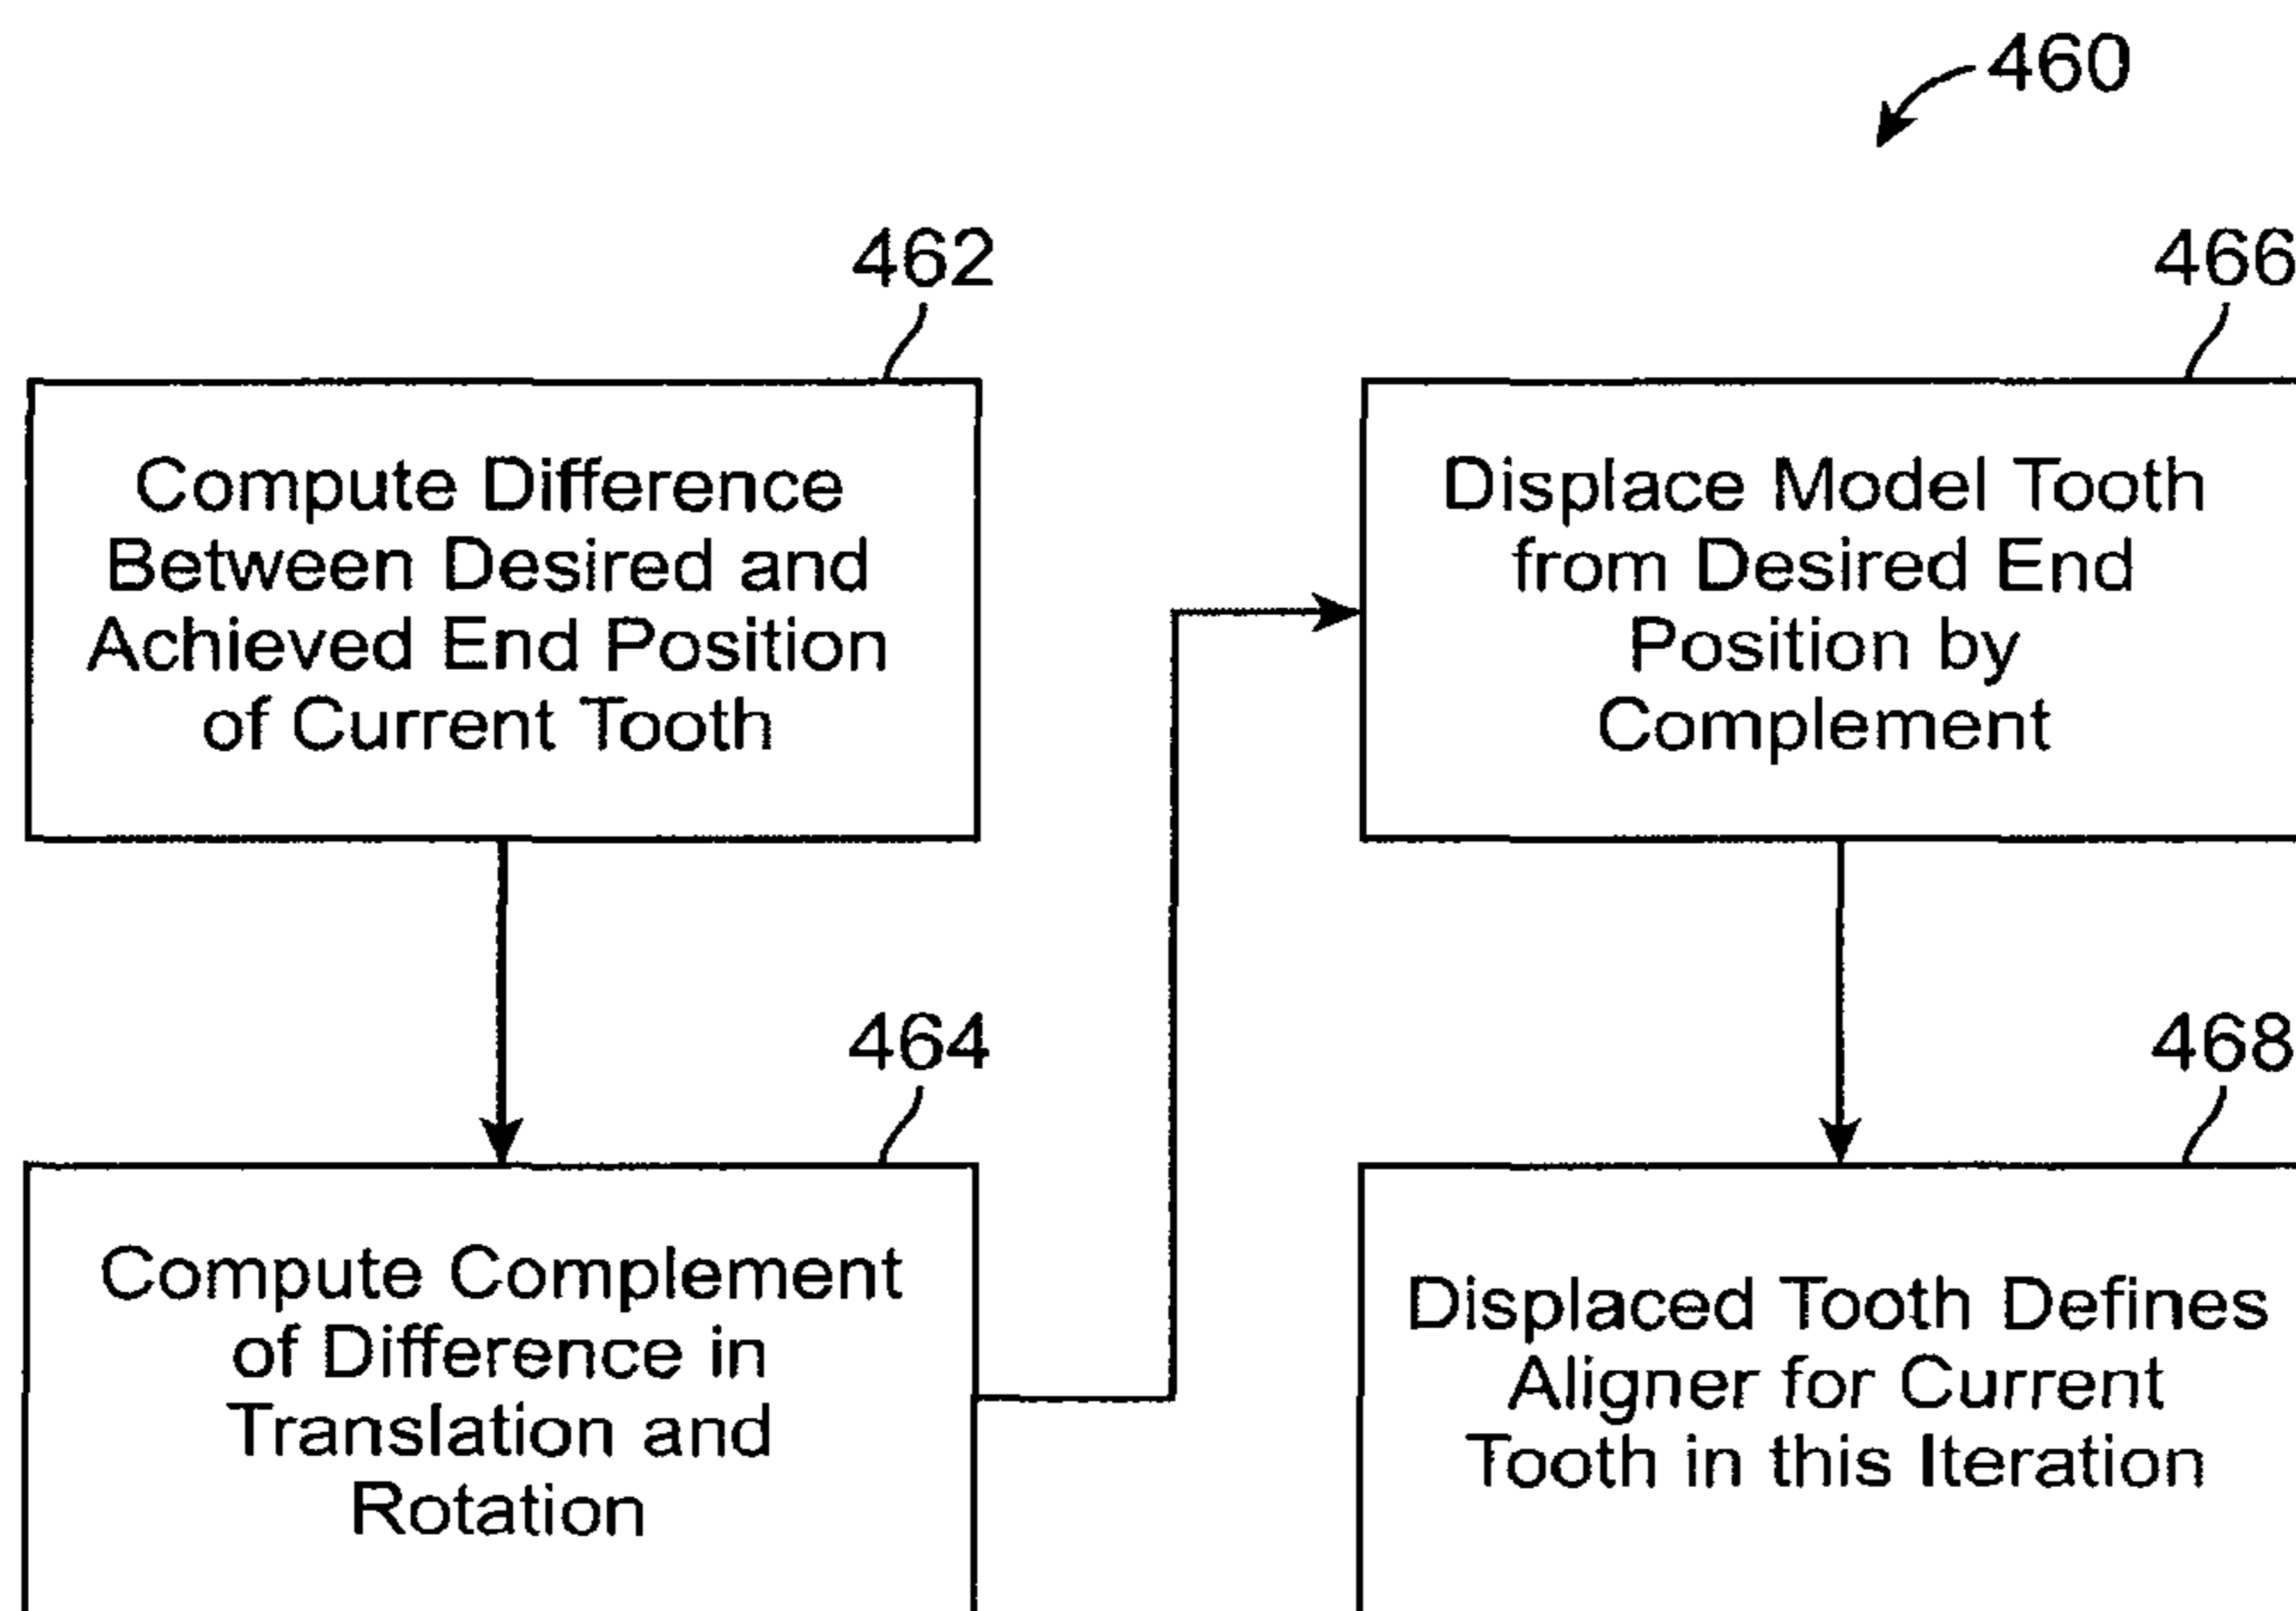 460
462
Compute Difference
Between Desired and
Achieved End Position
of Current Tooth
464
Compute Complement
of Difference in
Translation and
Rotation
466
Displace Model Tooth
from Desired End
Position by
Complement
468
Displaced Tooth Defines
Aligner for Current
Tooth in this Iteration